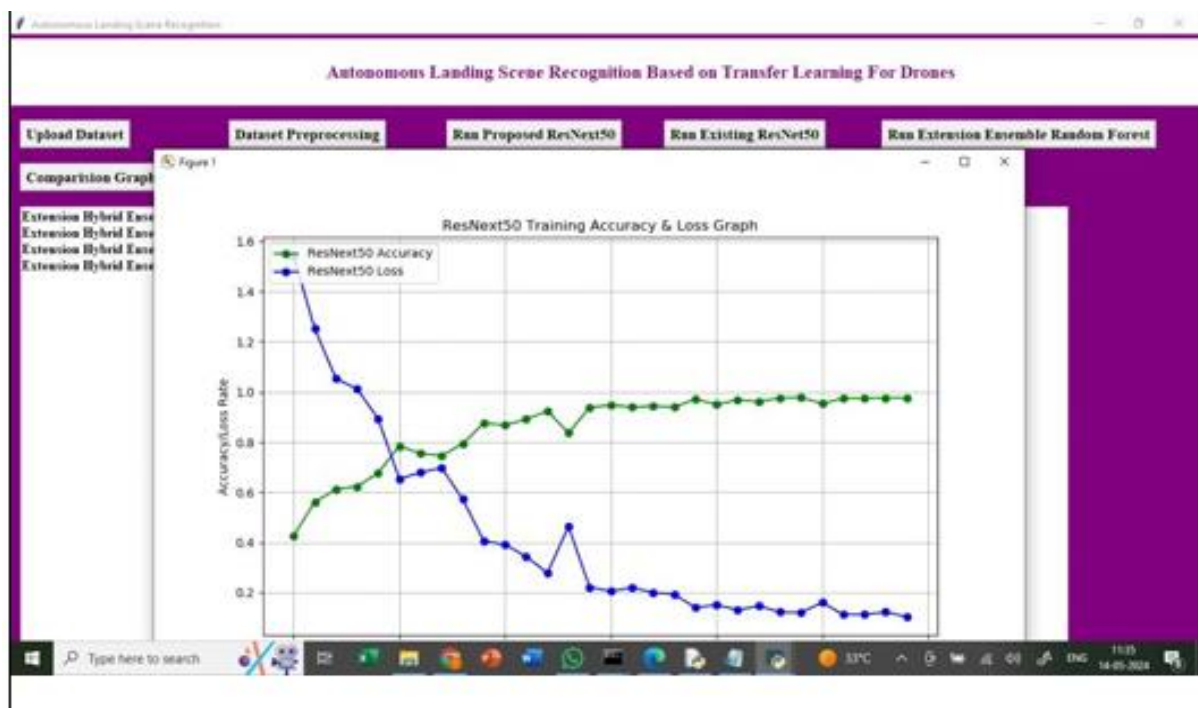 Autonomous Landing Scene Recognition
Autonomous Landing Scene Recognition Based on Transfer Learning For Drones
Upload Dataset
Dataset Preprocessing
Run Proposed ResNext50
Run Existing ResNet50
Run Extension Ensemble Random Forest
Comparision Graph
Figure 1
Extension Hybrid Ense
Extension Hybrid Ense
Extension Hybrid Ense
Extension Hybrid Ense
ResNext50 Training Accuracy & Loss Graph
ResNext50 Accuracy
ResNext50 Loss
1.6
1.4
1.2
1.0
0.8
0.6
0.4
0.2
Accuracy/Loss Rate
Type here to search
33°C
ENG
11:35
14-05-2024